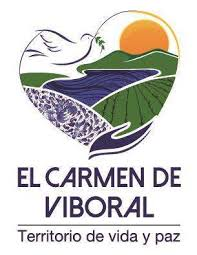 EL CARMEN DE
VIBORAL
Territorio de vida y paz